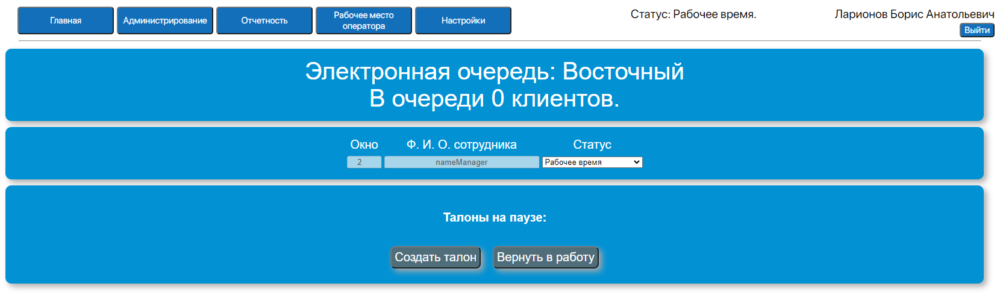 Главная
Администрирование
Отчетность
Рабочее место
оператора
Настройки
Статус: Рабочее время.
Ларионов Борис Анатольевич
Выйти
Электронная очередь: Восточный
В очереди 0 клиентов.
Окно Ф. И. О. сотрудника Статус
2 nameManager Рабочее время
Талоны на паузе:
Создать талон Вернуть в работу